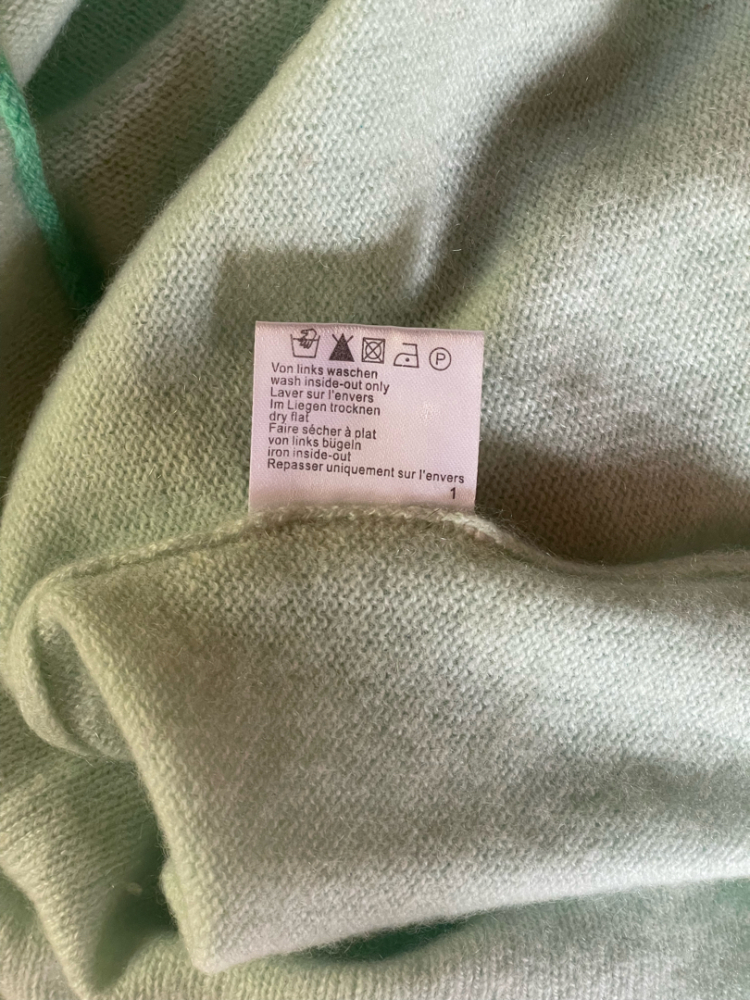 P
Von links waschen
wash inside-out only
Laver sur l'envers
Im Liegen trocknen
dry flat
Faire sécher à plat
von links bügeln
iron inside-out
Repasser uniquement sur l'envers
1